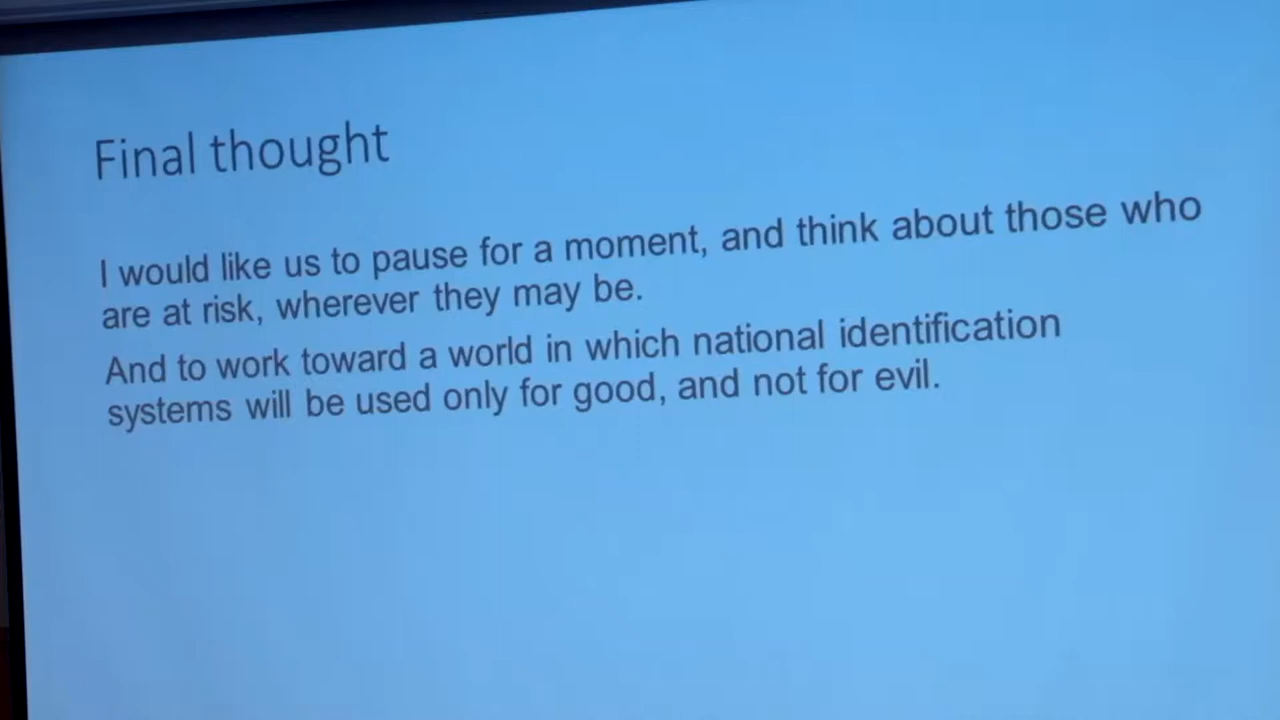 Final thought
I would like us to pause for a moment, and think about those who
are at risk, wherever they may be.
And to work toward a world in which national identification
systems will be used only for good, and not for evil.